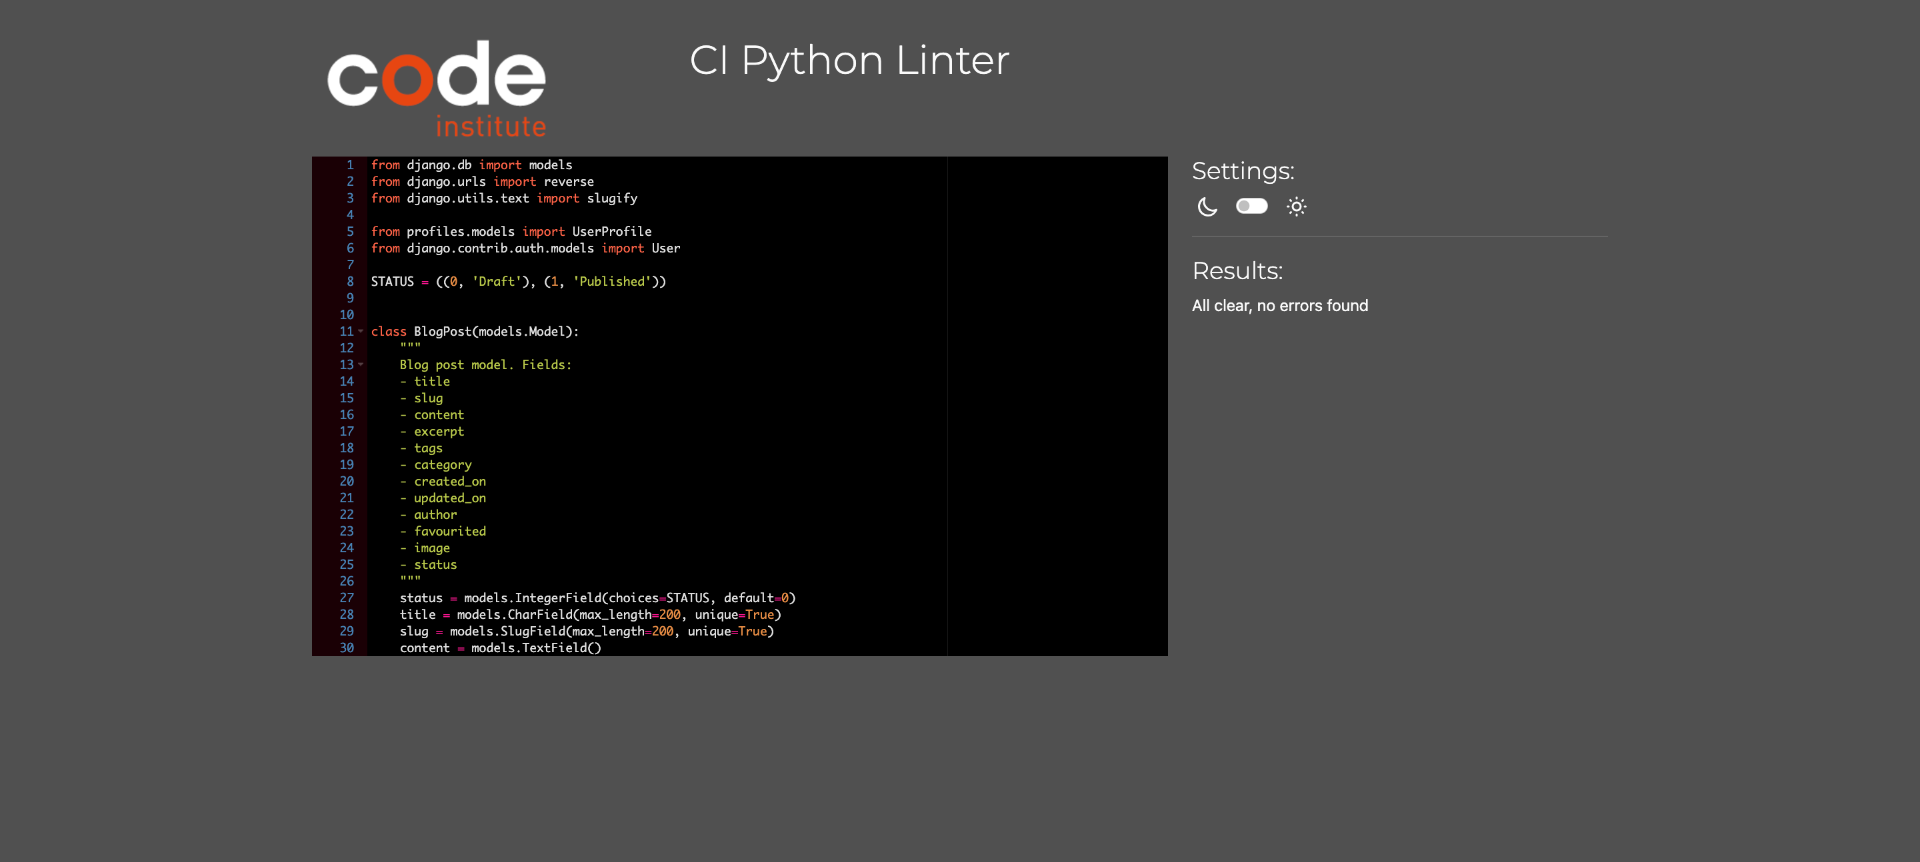 code
institute
CI Python Linter
1 from django.db import models
2 from django.urls import reverse
3 from django.utils.text import slugify
4
5 from profiles.models import UserProfile
6 from django.contrib.auth.models import User
7
8 STATUS = ((0, 'Draft'), (1, 'Published'))
9
10
11 class BlogPost(models.Model):
12     """
13     Blog post model. Fields:
14     - title
15     - slug
16     - content
17     - excerpt
18     - tags
19     - category
20     - created_on
21     - updated_on
22     - author
23     - favourited
24     - image
25     - status
26     """
27     status = models.IntegerField(choices=STATUS, default=0)
28     title = models.CharField(max_length=200, unique=True)
29     slug = models.SlugField(max_length=200, unique=True)
30     content = models.TextField()
Settings:
Results:
All clear, no errors found